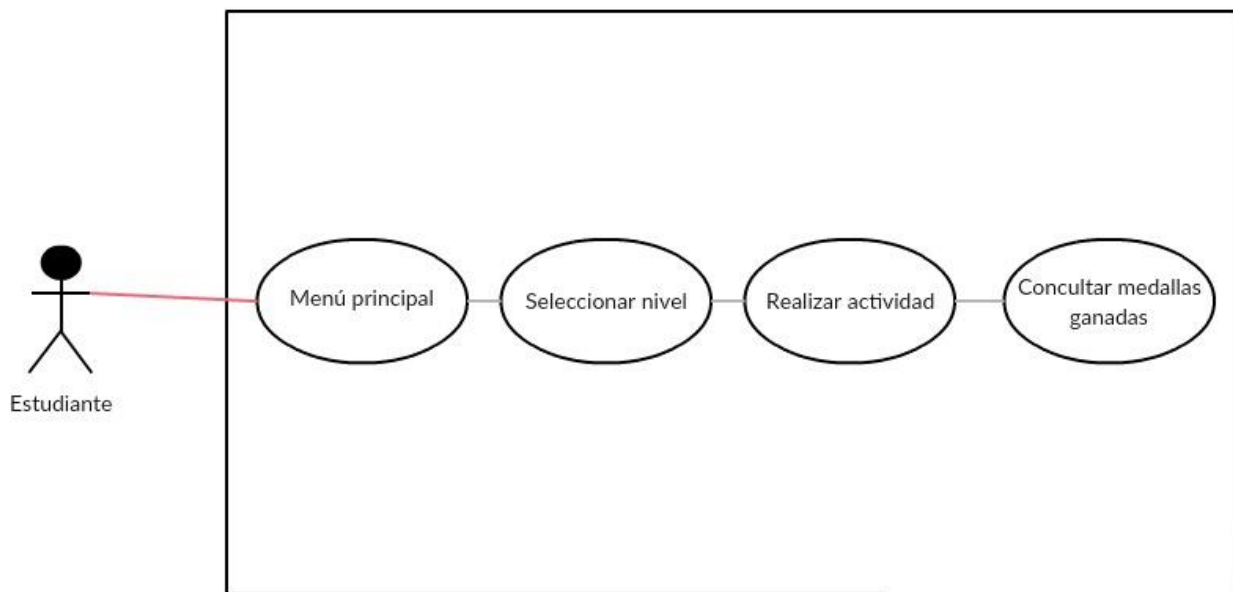 Menú principal
Seleccionar nivel
Realizar actividad
Concultar medallas
ganadas
Estudiante